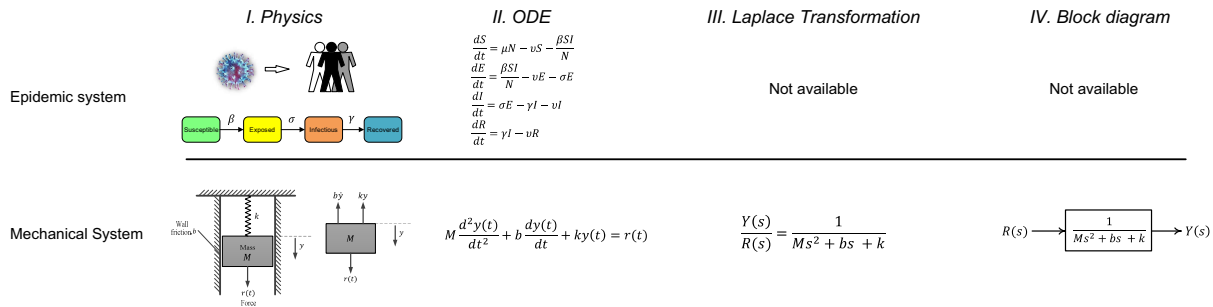 I. Physics
II. ODE
III. Laplace Transformation
IV. Block diagram
Epidemic system
β
σ
γ
Susceptible
Exposed
Infectious
Recovered
dS/dt = μN − υS − βSI/N
dE/dt = βSI/N − υE − σE
dI/dt = σE − γI − υI
dR/dt = γI − υR
Not available
Not available
Mechanical System
k
Wall
friction, b
Mass
M
y
r(t)
Force
bẏ
ky
M
y
r(t)
M d²y(t)/dt² + b dy(t)/dt + ky(t) = r(t)
Y(s)/R(s) = 1/(Ms² + bs + k)
R(s)
1/(Ms² + bs + k)
Y(s)